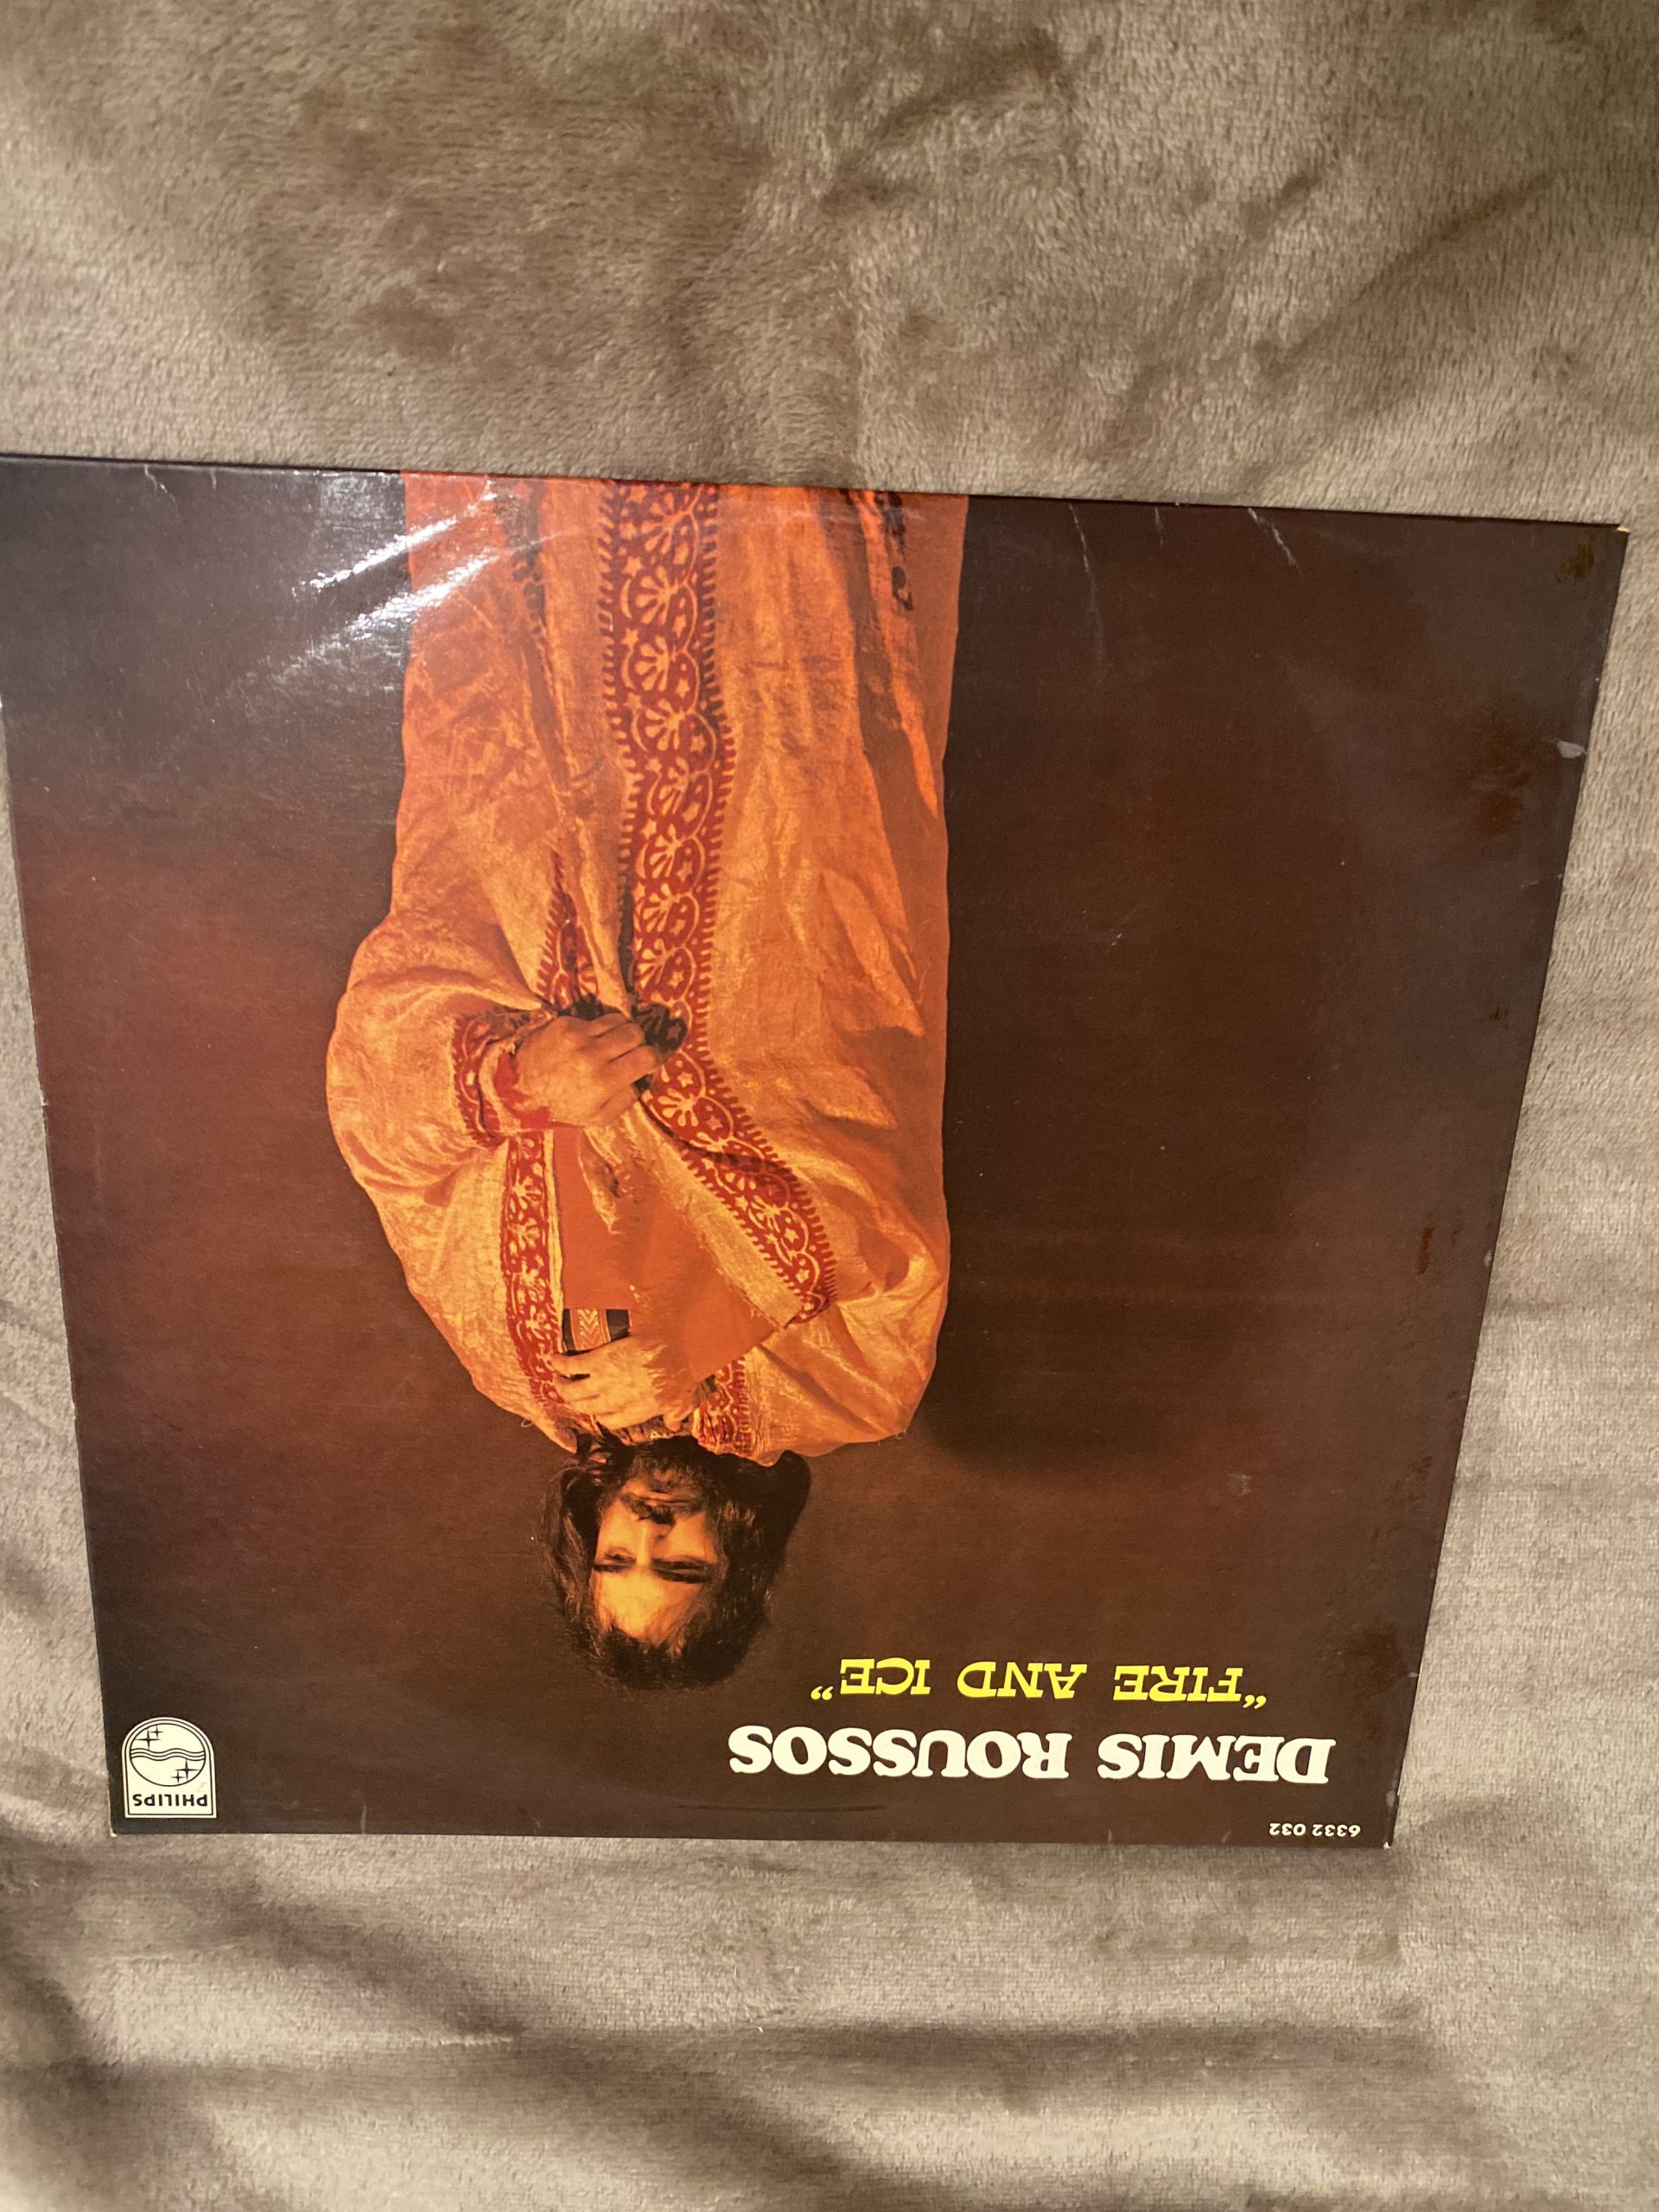 6332 032
DEMIS ROUSSOS
“FIRE AND ICE”
PHILIPS